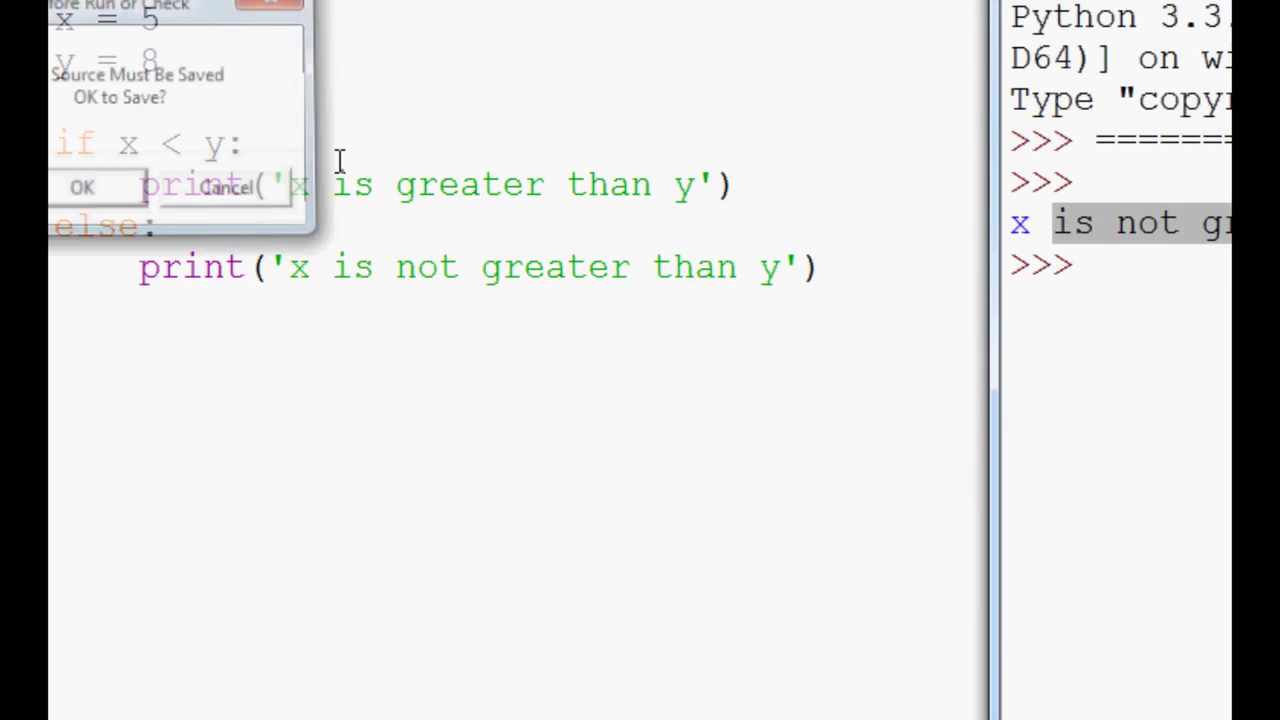 fore Run or Check
x = 5
y = 8
Source Must Be Saved
OK to Save?
if x < y:
print('x is greater than y')
OK
Cancel
else:
print('x is not greater than y')
Python 3.3.
D64)] on wi
Type "copyr
>>> =======
>>>
x is not gr
>>>